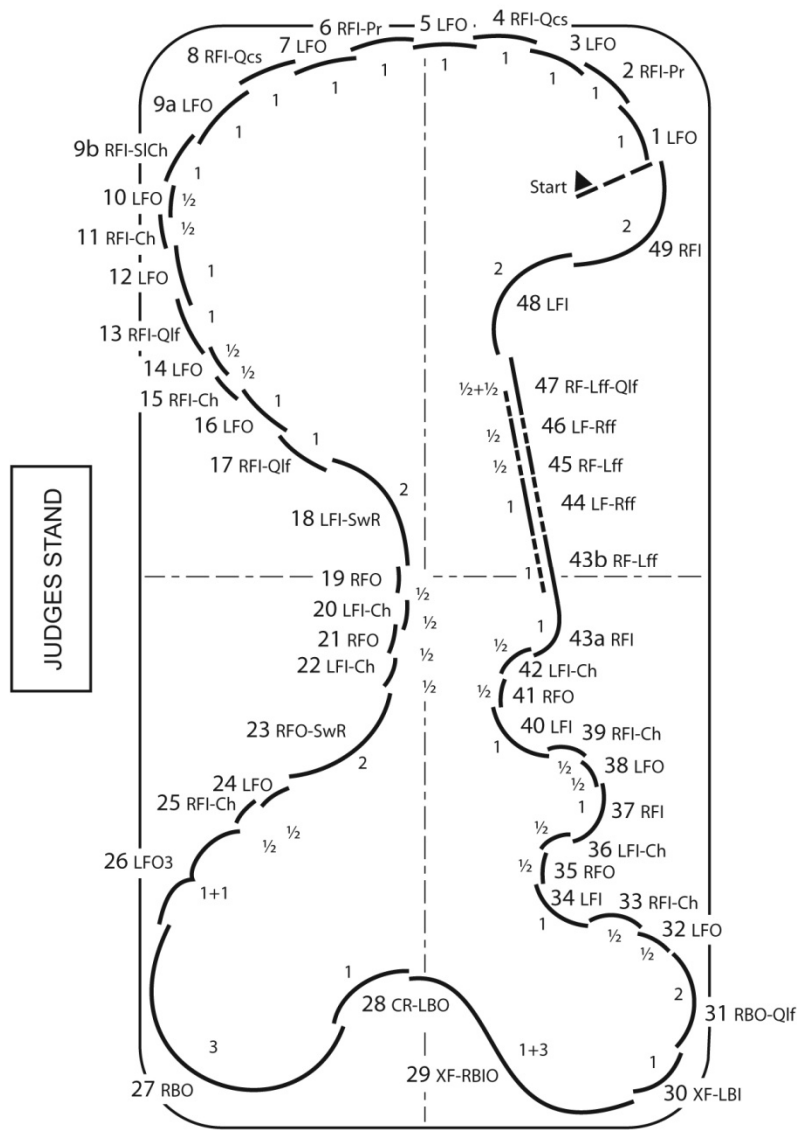 1 LFO
2 RFI-Pr
3 LFO
4 RFI-Qcs
5 LFO
6 RFI-Pr
7 LFO
8 RFI-Qcs
9a LFO
9b RFI-SlCh
10 LFO
11 RFI-Ch
12 LFO
13 RFI-Qlf
14 LFO
15 RFI-Ch
16 LFO
17 RFI-Qlf
18 LFI-SwR
19 RFO
20 LFI-Ch
21 RFO
22 LFI-Ch
23 RFO-SwR
24 LFO
25 RFI-Ch
26 LFO3
27 RBO
28 CR-LBO
29 XF-RBIO
30 XF-LBI
31 RBO-Qlf
32 LFO
33 RFI-Ch
34 LFI
35 RFO
36 LFI-Ch
37 RFI
38 LFO
39 RFI-Ch
40 LFI
41 RFO
42 LFI-Ch
43a RFI
43b RF-Lff
44 LF-Rff
45 RF-Lff
46 LF-Rff
47 RF-Lff-Qlf
48 LFI
49 RFI
Start
JUDGES STAND
1
1
1
1
1
1
1
1
1
1
½
½
1
1
½
½
1
1
2
½
½
½
½
2
½
½
1+1
3
1
1+3
1
2
½
½
1
½
½
1
½
½
1
½
½
1
1
1
½
½
½+½
2
2